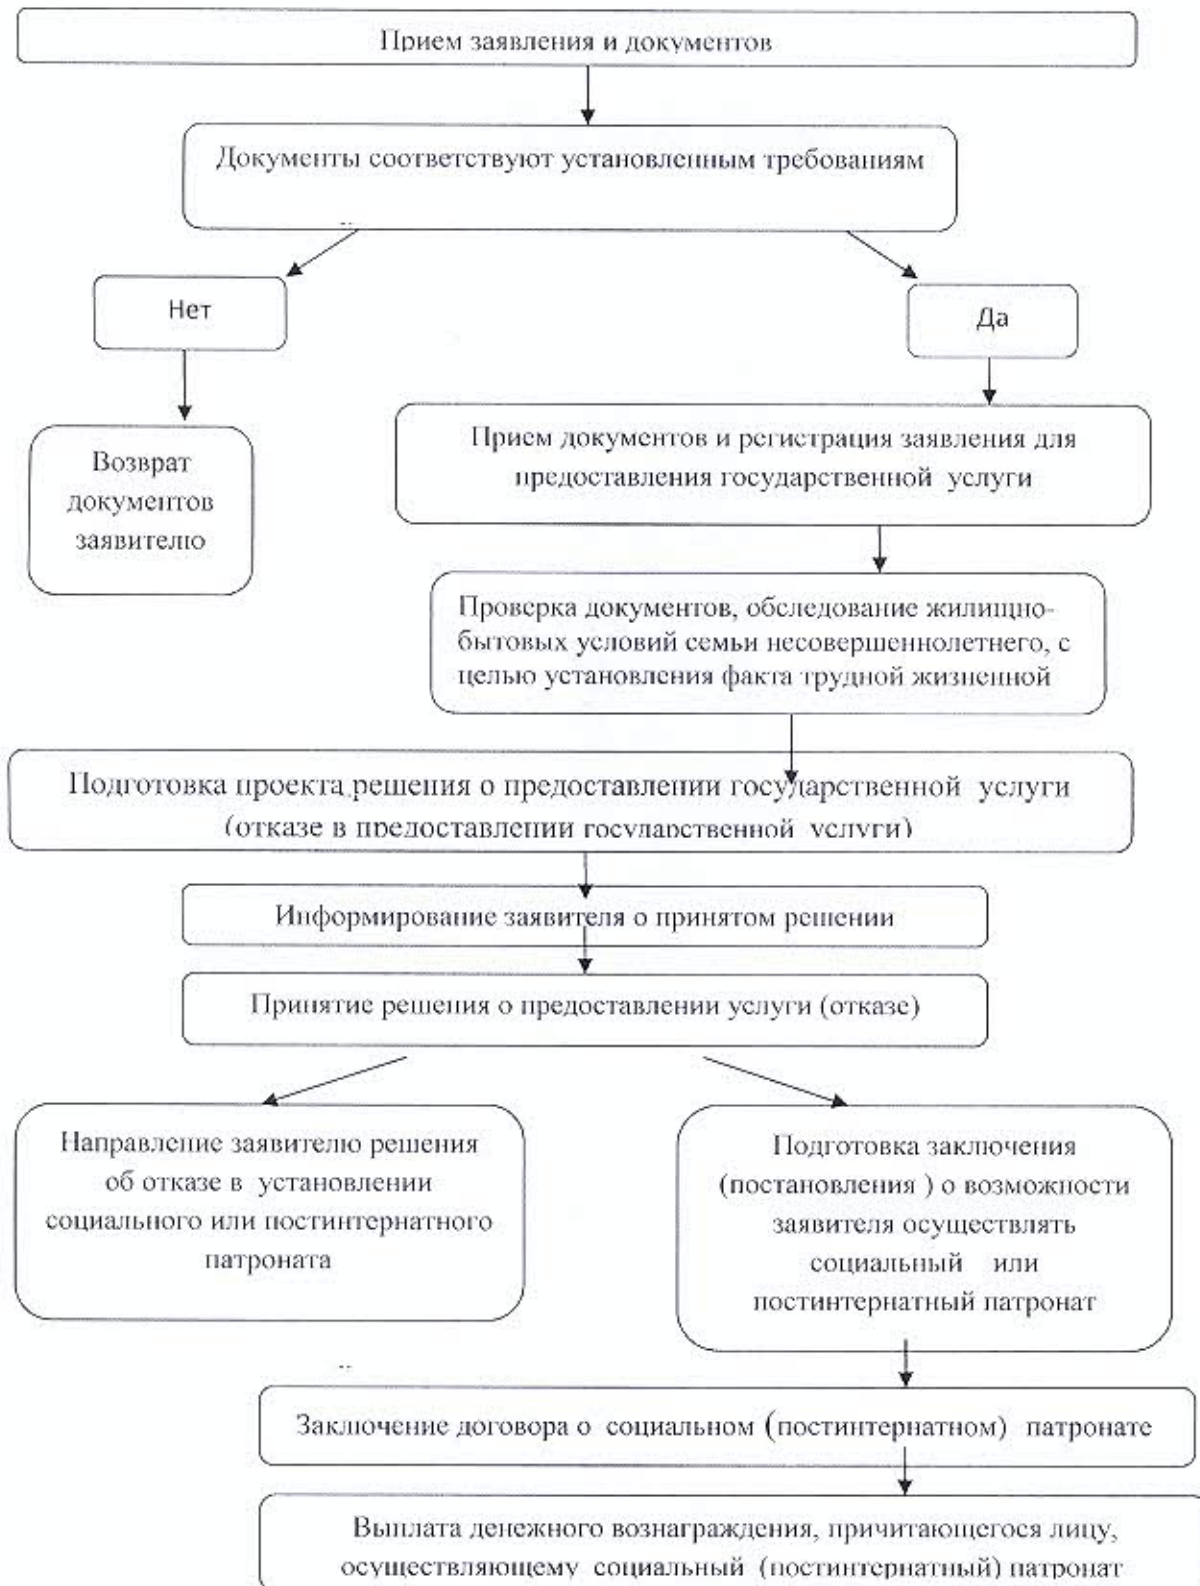 Прием заявления и документов
Документы соответствуют установленным требованиям
Нет
Да
Возврат
документов
заявителю
Прием документов и регистрация заявления для
предоставления государственной услуги
Проверка документов, обследование жилищно-
бытовых условий семьи несовершеннолетнего, с
целью установления факта трудной жизненной
Подготовка проекта решения о предоставлении государственной услуги
(отказе в предоставлении государственной услуги)
Информирование заявителя о принятом решении
Принятие решения о предоставлении услуги (отказе)
Направление заявителю решения
об отказе в установлении
социального или постинтернатного
патроната
Подготовка заключения
(постановления ) о возможности
заявителя осуществлять
социальный или
постинтернатный патронат
Заключение договора о социальном (постинтернатном) патронате
Выплата денежного вознаграждения, причитающегося лицу,
осуществляющему социальный (постинтернатный) патронат